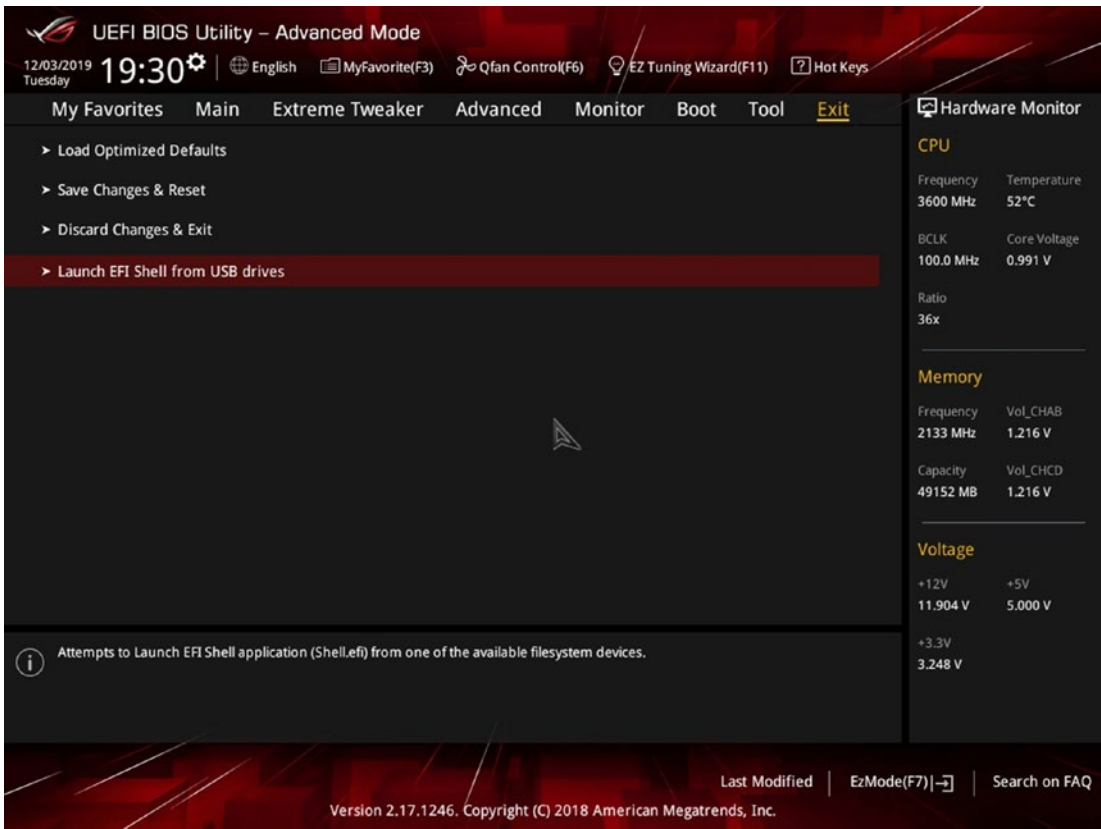 UEFI BIOS Utility – Advanced Mode
12/03/2019
Tuesday
19:30
English
MyFavorite(F3)
Qfan Control(F6)
EZ Tuning Wizard(F11)
? Hot Keys
My Favorites Main Extreme Tweaker Advanced Monitor Boot Tool Exit
Load Optimized Defaults
Save Changes & Reset
Discard Changes & Exit
Launch EFI Shell from USB drives
Attempts to Launch EFI Shell application (Shell.efi) from one of the available filesystem devices.
Hardware Monitor
CPU
Frequency Temperature
3600 MHz 52°C
BCLK Core Voltage
100.0 MHz 0.991 V
Ratio
36x
Memory
Frequency Vol_CHAB
2133 MHz 1.216 V
Capacity Vol_CHCD
49152 MB 1.216 V
Voltage
+12V +5V
11.904 V 5.000 V
+3.3V
3.248 V
Last Modified
EzMode(F7)
Search on FAQ
Version 2.17.1246. Copyright (C) 2018 American Megatrends, Inc.